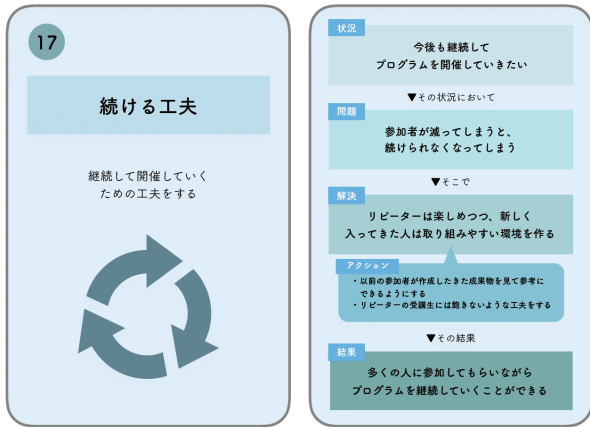 17
続ける工夫
継続して開催していく
ための工夫をする
状況
今後も継続して
プログラムを開催していきたい
▼その状況において
問題
参加者が減ってしまうと、
続けられなくなってしまう
▼そこで
解決
リピーターは楽しめつつ、新しく
入ってきた人は取り組みやすい環境を作る
アクション
・以前の参加者が作成したきた成果物を見て参考に
できるようにする
・リピーターの受講生には飽きないような工夫をする
▼その結果
結果
多くの人に参加してもらいながら
プログラムを継続していくことができる